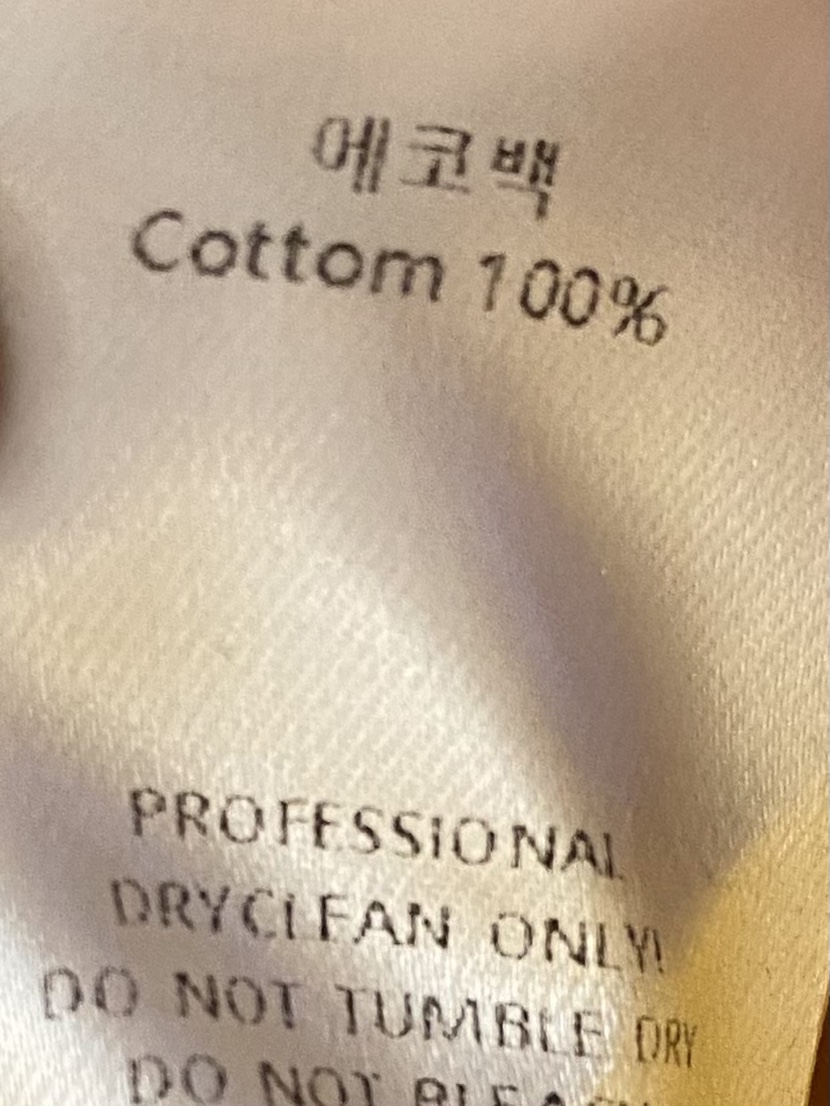 에코백
Cottom 100%
PROFESSIONAL
DRYCLEAN ONLY!
DO NOT TUMBLE DRY
DO NOT